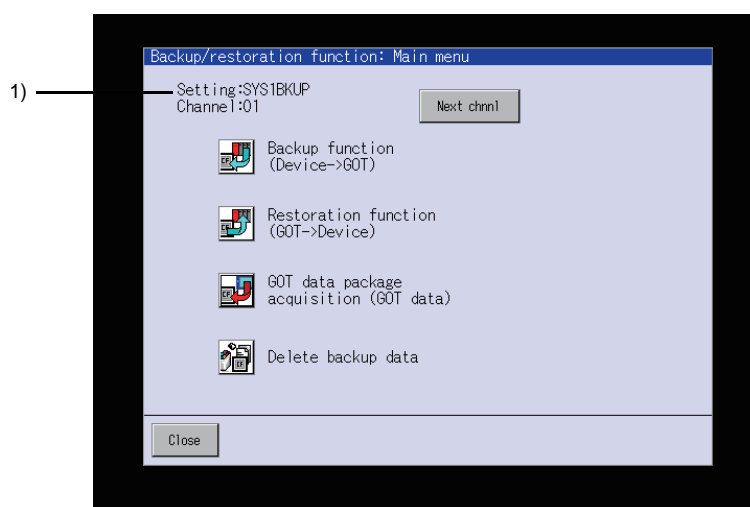 Backup/restoration function: Main menu
1)
Setting:SYS1BKUP
Channel:01
Next chnnl
Backup function
(Device->GOT)
Restoration function
(GOT->Device)
GOT data package
acquisition (GOT data)
Delete backup data
Close